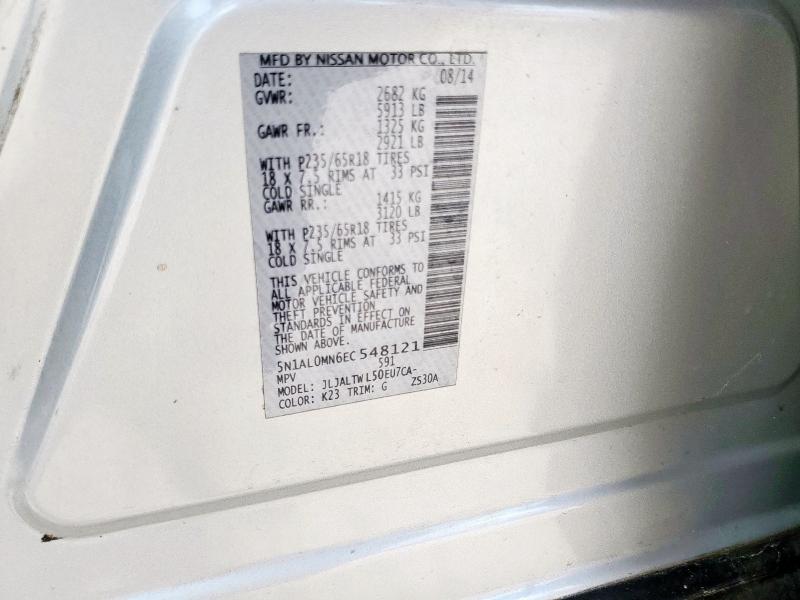 MFD BY NISSAN MOTOR CO., LTD.
DATE: 08/14
GVWR: 2682 KG
5913 LB
GAWR FR.: 1325 KG
2921 LB
WITH P235/65R18 TIRES
18 X 7.5 RIMS AT 33 PSI
COLD SINGLE
GAWR RR.: 1415 KG
3120 LB
WITH P235/65R18 TIRES
18 X 7.5 RIMS AT 33 PSI
COLD SINGLE
THIS VEHICLE CONFORMS TO
ALL APPLICABLE FEDERAL
MOTOR VEHICLE SAFETY AND
THEFT PREVENTION
STANDARDS IN EFFECT ON
THE DATE OF MANUFACTURE
SHOWN ABOVE.
5N1AL0MN6EC548121
MPV 591
MODEL: JLJALTWL50EU7CA-
COLOR: K23 TRIM: G ZS30A